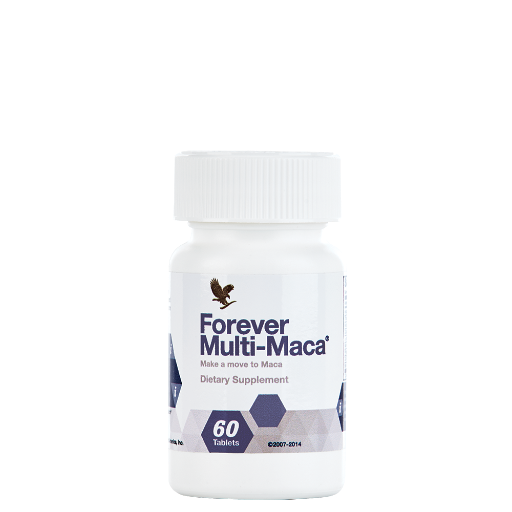 Forever
Multi-Maca®
Make a move to Maca
Dietary Supplement
60
Tablets
©2007-2014